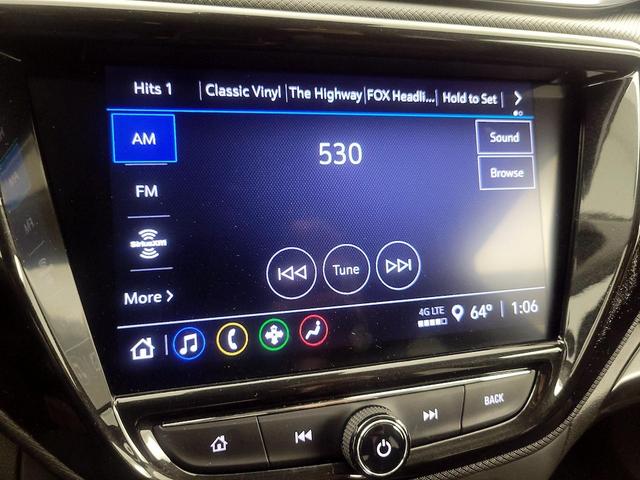 Hits 1 Classic Vinyl The Highway FOX Headli... Hold to Set
AM 530 Sound
Browse
FM
SiriusXM
Tune
More
4G LTE 64° 1:06
BACK